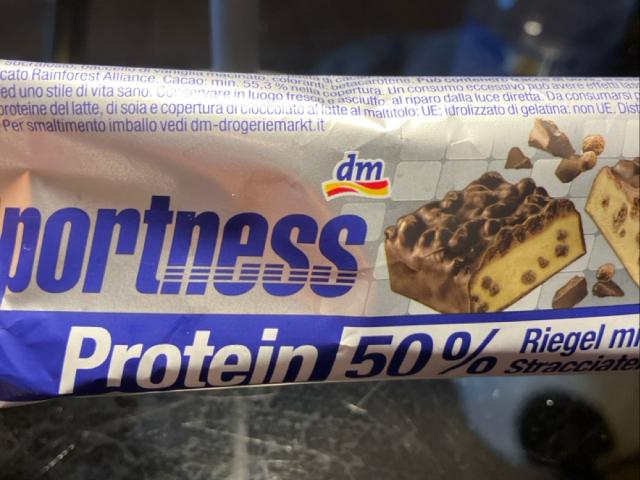 cato Rainforest Alliance. Cacao: min. 55,3 % nella copertura. Un consumo eccessivo può avere effetti lass
ed uno stile di vita sano. Conservare in luogo fresco e asciutto, al riparo dalla luce diretta. Da consumarsi p
proteine del latte, di soia e copertura di cioccolato al latte al maltitolo: UE; idrolizzato di gelatina: non UE. Dist
Per smaltimento imballo vedi dm-drogeriemarkt.it
dm
portness
Protein 50%
Riegel mi
Stracciate